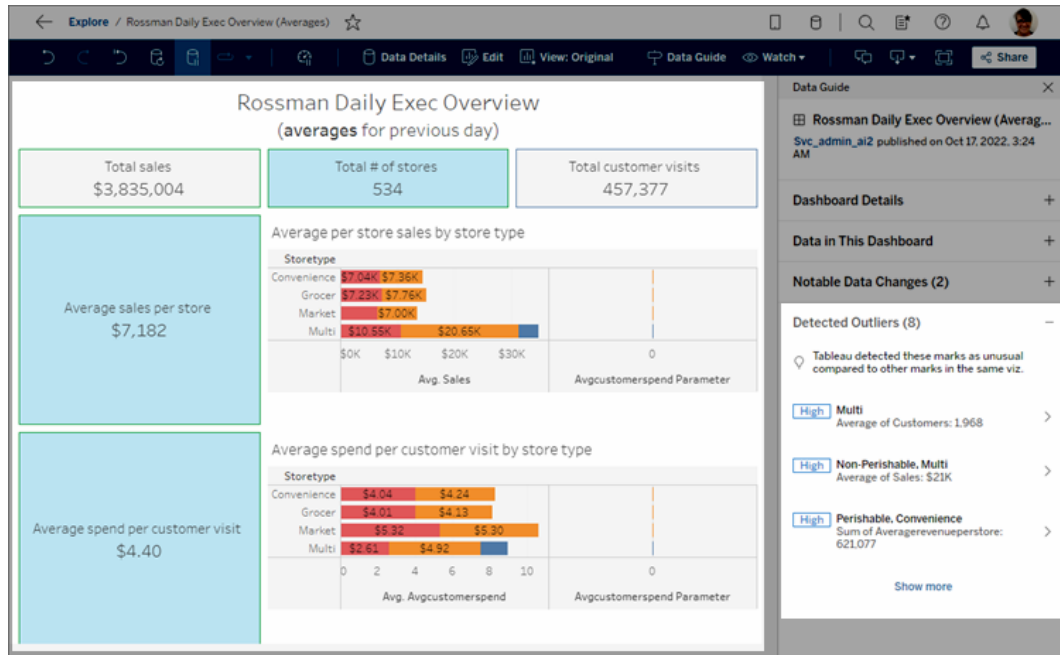 Explore / Rossman Daily Exec Overview (Averages)
Data Details Edit View: Original Data Guide Watch Share
Rossman Daily Exec Overview
(averages for previous day)
Total sales
$3,835,004
Total # of stores
534
Total customer visits
457,377
Average sales per store
$7,182
Average per store sales by store type
Storetype
Convenience $7.04K $7.36K
Grocer $7.23K $7.76K
Market $7.00K
Multi $10.55K $20.65K
$0K $10K $20K $30K 0
Avg. Sales Avgcustomerspend Parameter
Average spend per customer visit
$4.40
Average spend per customer visit by store type
Storetype
Convenience $4.04 $4.24
Grocer $4.01 $4.13
Market $5.32 $5.30
Multi $2.61 $4.92
0 2 4 6 8 10 0
Avg. Avgcustomerspend Avgcustomerspend Parameter
Data Guide
Rossman Daily Exec Overview (Averag...
Svc_admin_ai2 published on Oct 17, 2022, 3:24
AM
Dashboard Details
Data in This Dashboard
Notable Data Changes (2)
Detected Outliers (8)
Tableau detected these marks as unusual
compared to other marks in the same viz.
High Multi
Average of Customers: 1,968
High Non-Perishable, Multi
Average of Sales: $21K
High Perishable, Convenience
Sum of Averagerevenueperstore:
621,077
Show more